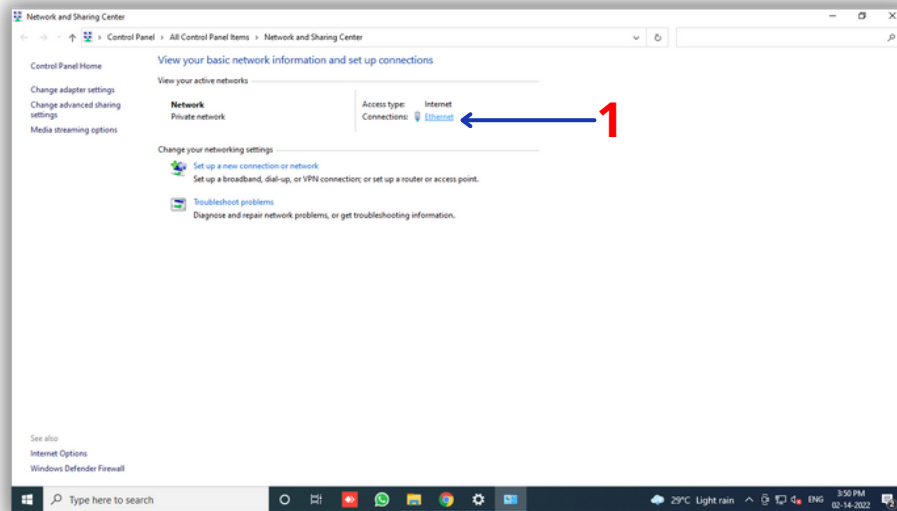 Network and Sharing Center
Control Panel > All Control Panel Items > Network and Sharing Center
Control Panel Home
Change adapter settings
Change advanced sharing
settings
Media streaming options
View your basic network information and set up connections
View your active networks
Network
Private network
Access type: Internet
Connections: Ethernet
1
Change your networking settings
Set up a new connection or network
Set up a broadband, dial-up, or VPN connection; or set up a router or access point.
Troubleshoot problems
Diagnose and repair network problems, or get troubleshooting information.
See also
Internet Options
Windows Defender Firewall
Type here to search
29°C Light rain
ENG
3:50 PM
02-14-2022
2